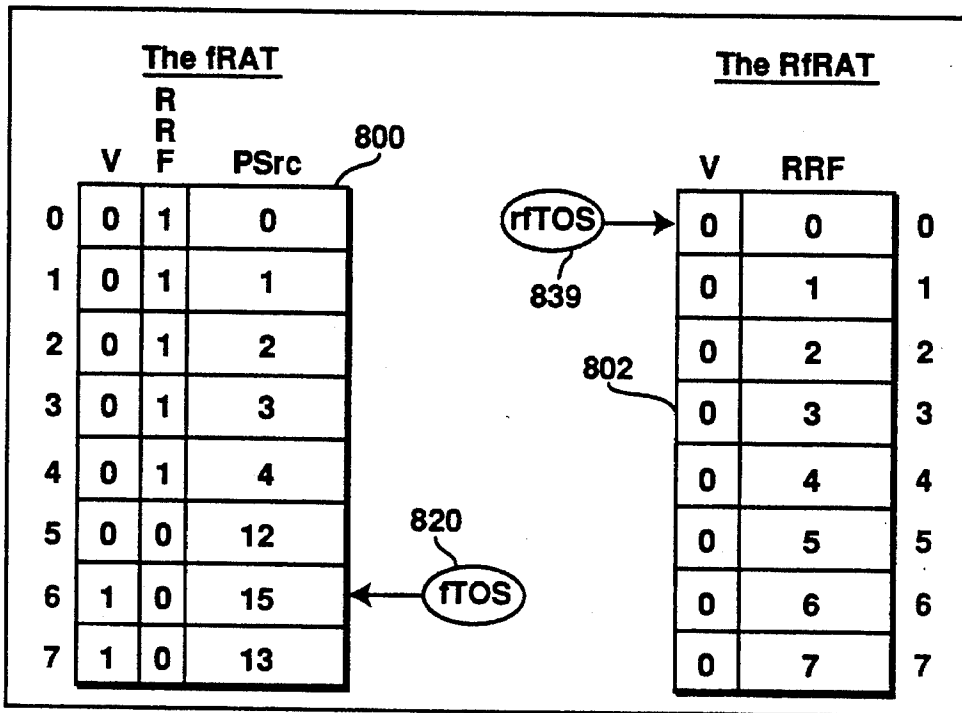 The fRAT
The RfRAT
R
R
V F PSrc
800
V RRF
0 0 1 0
rfTOS
0 0 0
1 0 1 1
839
0 1 1
2 0 1 2
802
0 2 2
3 0 1 3
0 3 3
4 0 1 4
0 4 4
5 0 0 12
820
0 5 5
6 1 0 15
fTOS
0 6 6
7 1 0 13
0 7 7